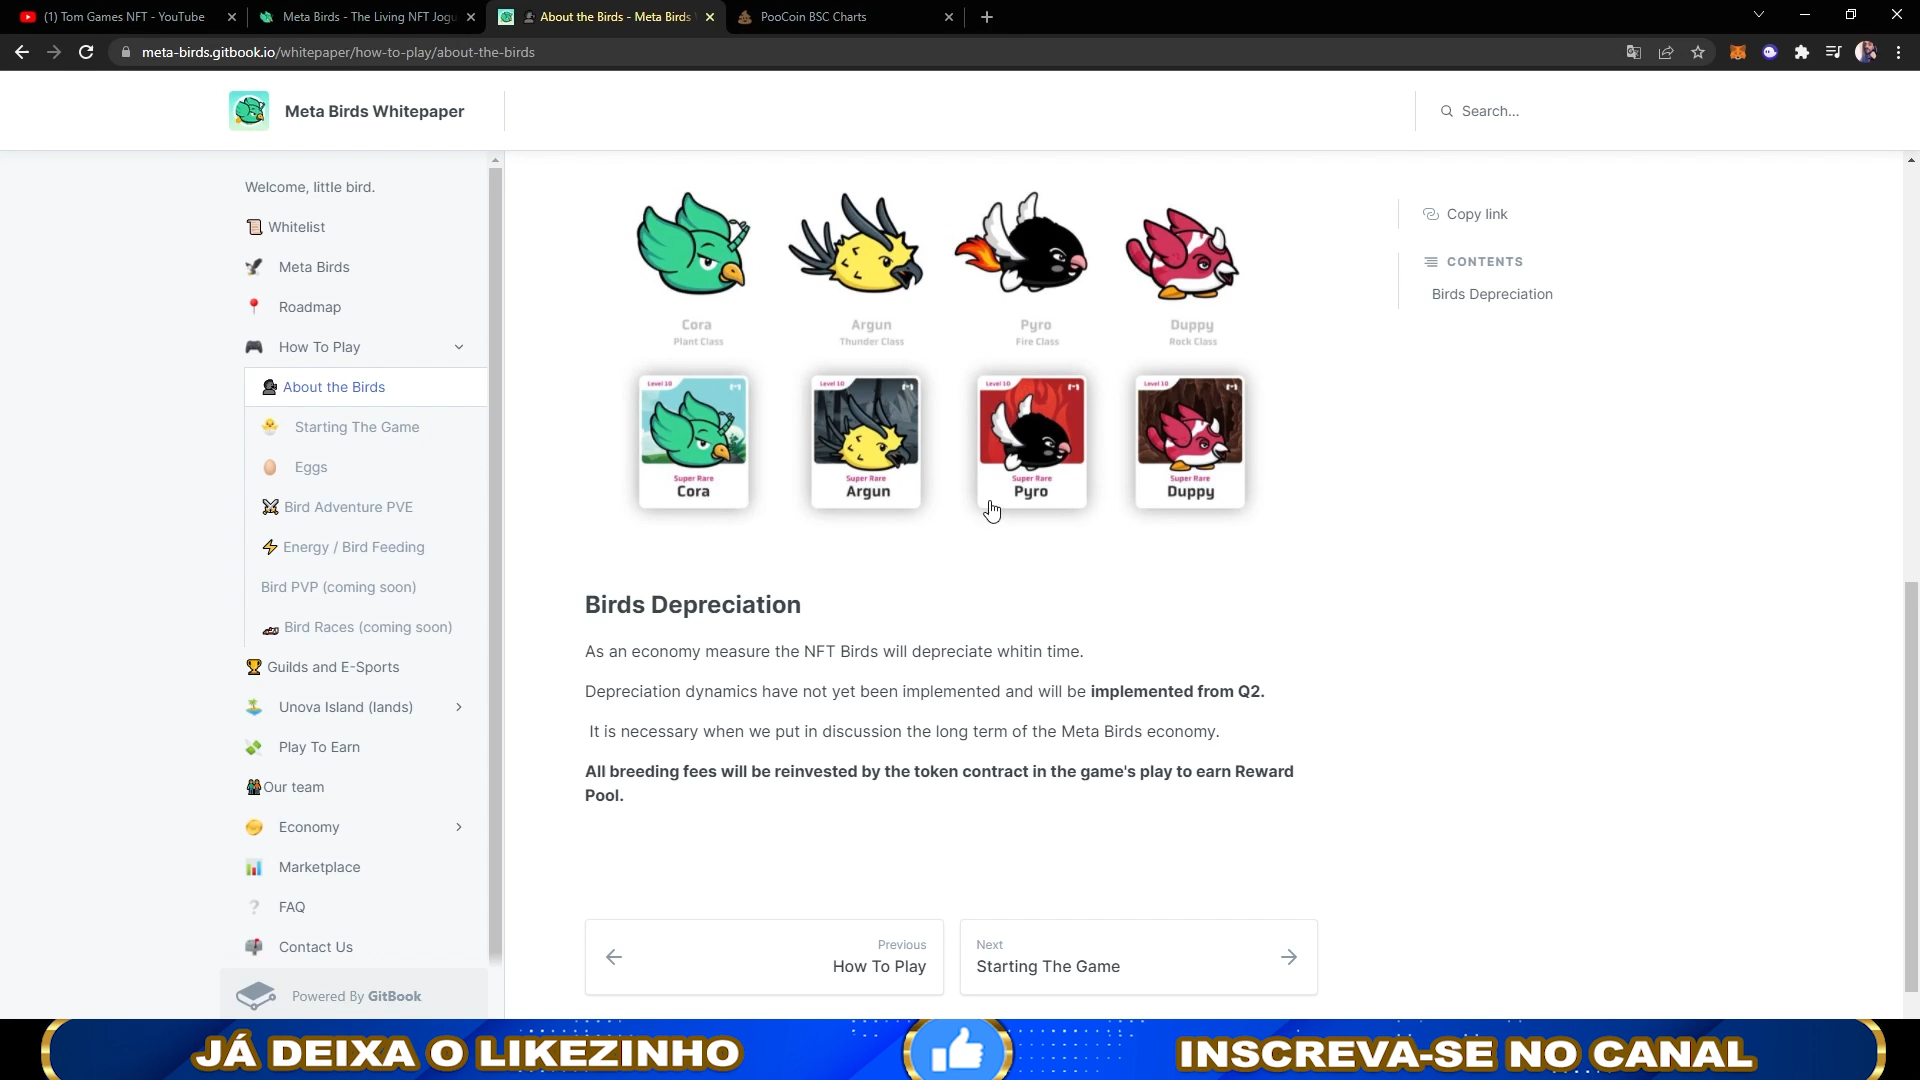 (1) Tom Games NFT - YouTube
Meta Birds - The Living NFT Jogu
About the Birds - Meta Birds
PooCoin BSC Charts
meta-birds.gitbook.io/whitepaper/how-to-play/about-the-birds
Meta Birds Whitepaper
Search...
Welcome, little bird.
Whitelist
Meta Birds
Roadmap
How To Play
About the Birds
Starting The Game
Eggs
Bird Adventure PVE
Energy / Bird Feeding
Bird PVP (coming soon)
Bird Races (coming soon)
Guilds and E-Sports
Unova Island (lands)
Play To Earn
Our team
Economy
Marketplace
FAQ
Contact Us
Powered By GitBook
Cora
Plant Class
Argun
Thunder Class
Pyro
Fire Class
Duppy
Rock Class
Level 10
Super Rare
Cora
Level 10
Super Rare
Argun
Level 10
Super Rare
Pyro
Level 10
Super Rare
Duppy
Birds Depreciation
As an economy measure the NFT Birds will depreciate whitin time.
Depreciation dynamics have not yet been implemented and will be implemented from Q2.
It is necessary when we put in discussion the long term of the Meta Birds economy.
All breeding fees will be reinvested by the token contract in the game's play to earn Reward
Pool.
Previous
How To Play
Next
Starting The Game
Copy link
CONTENTS
Birds Depreciation
JÁ DEIXA O LIKEZINHO
INSCREVA-SE NO CANAL